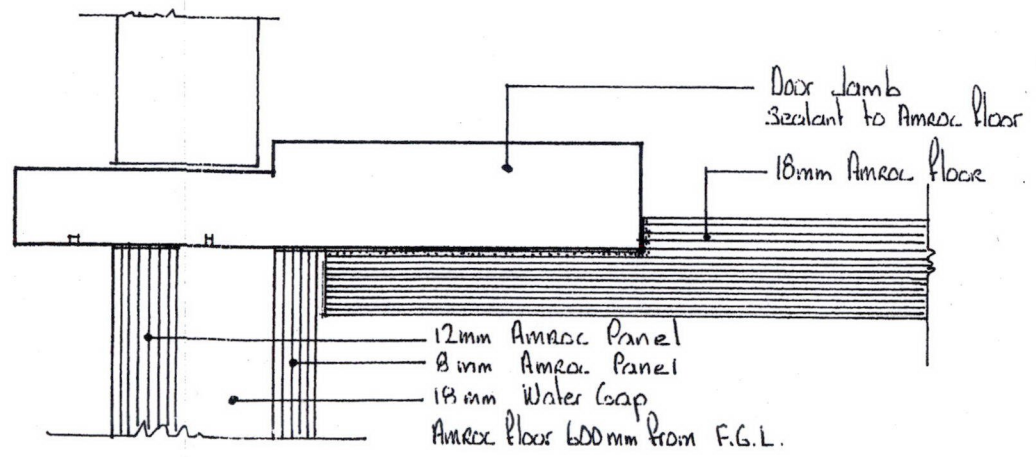 Door Jamb
Sealant to Amroc Floor
18mm Amroc Floor
12mm Amroc Panel
8mm Amroc Panel
18mm Water Gap
Amroc Floor 600mm From F.G.L.